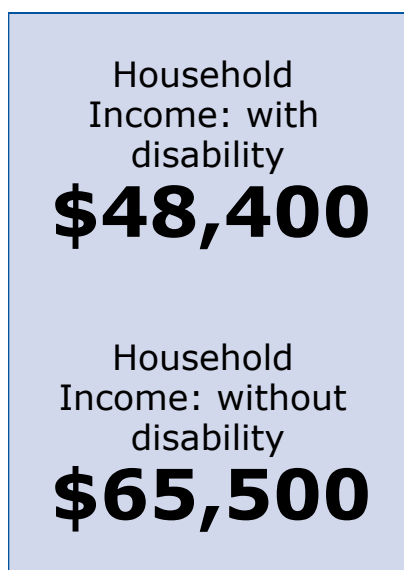 Household
Income: with
disability
$48,400
Household
Income: without
disability
$65,500